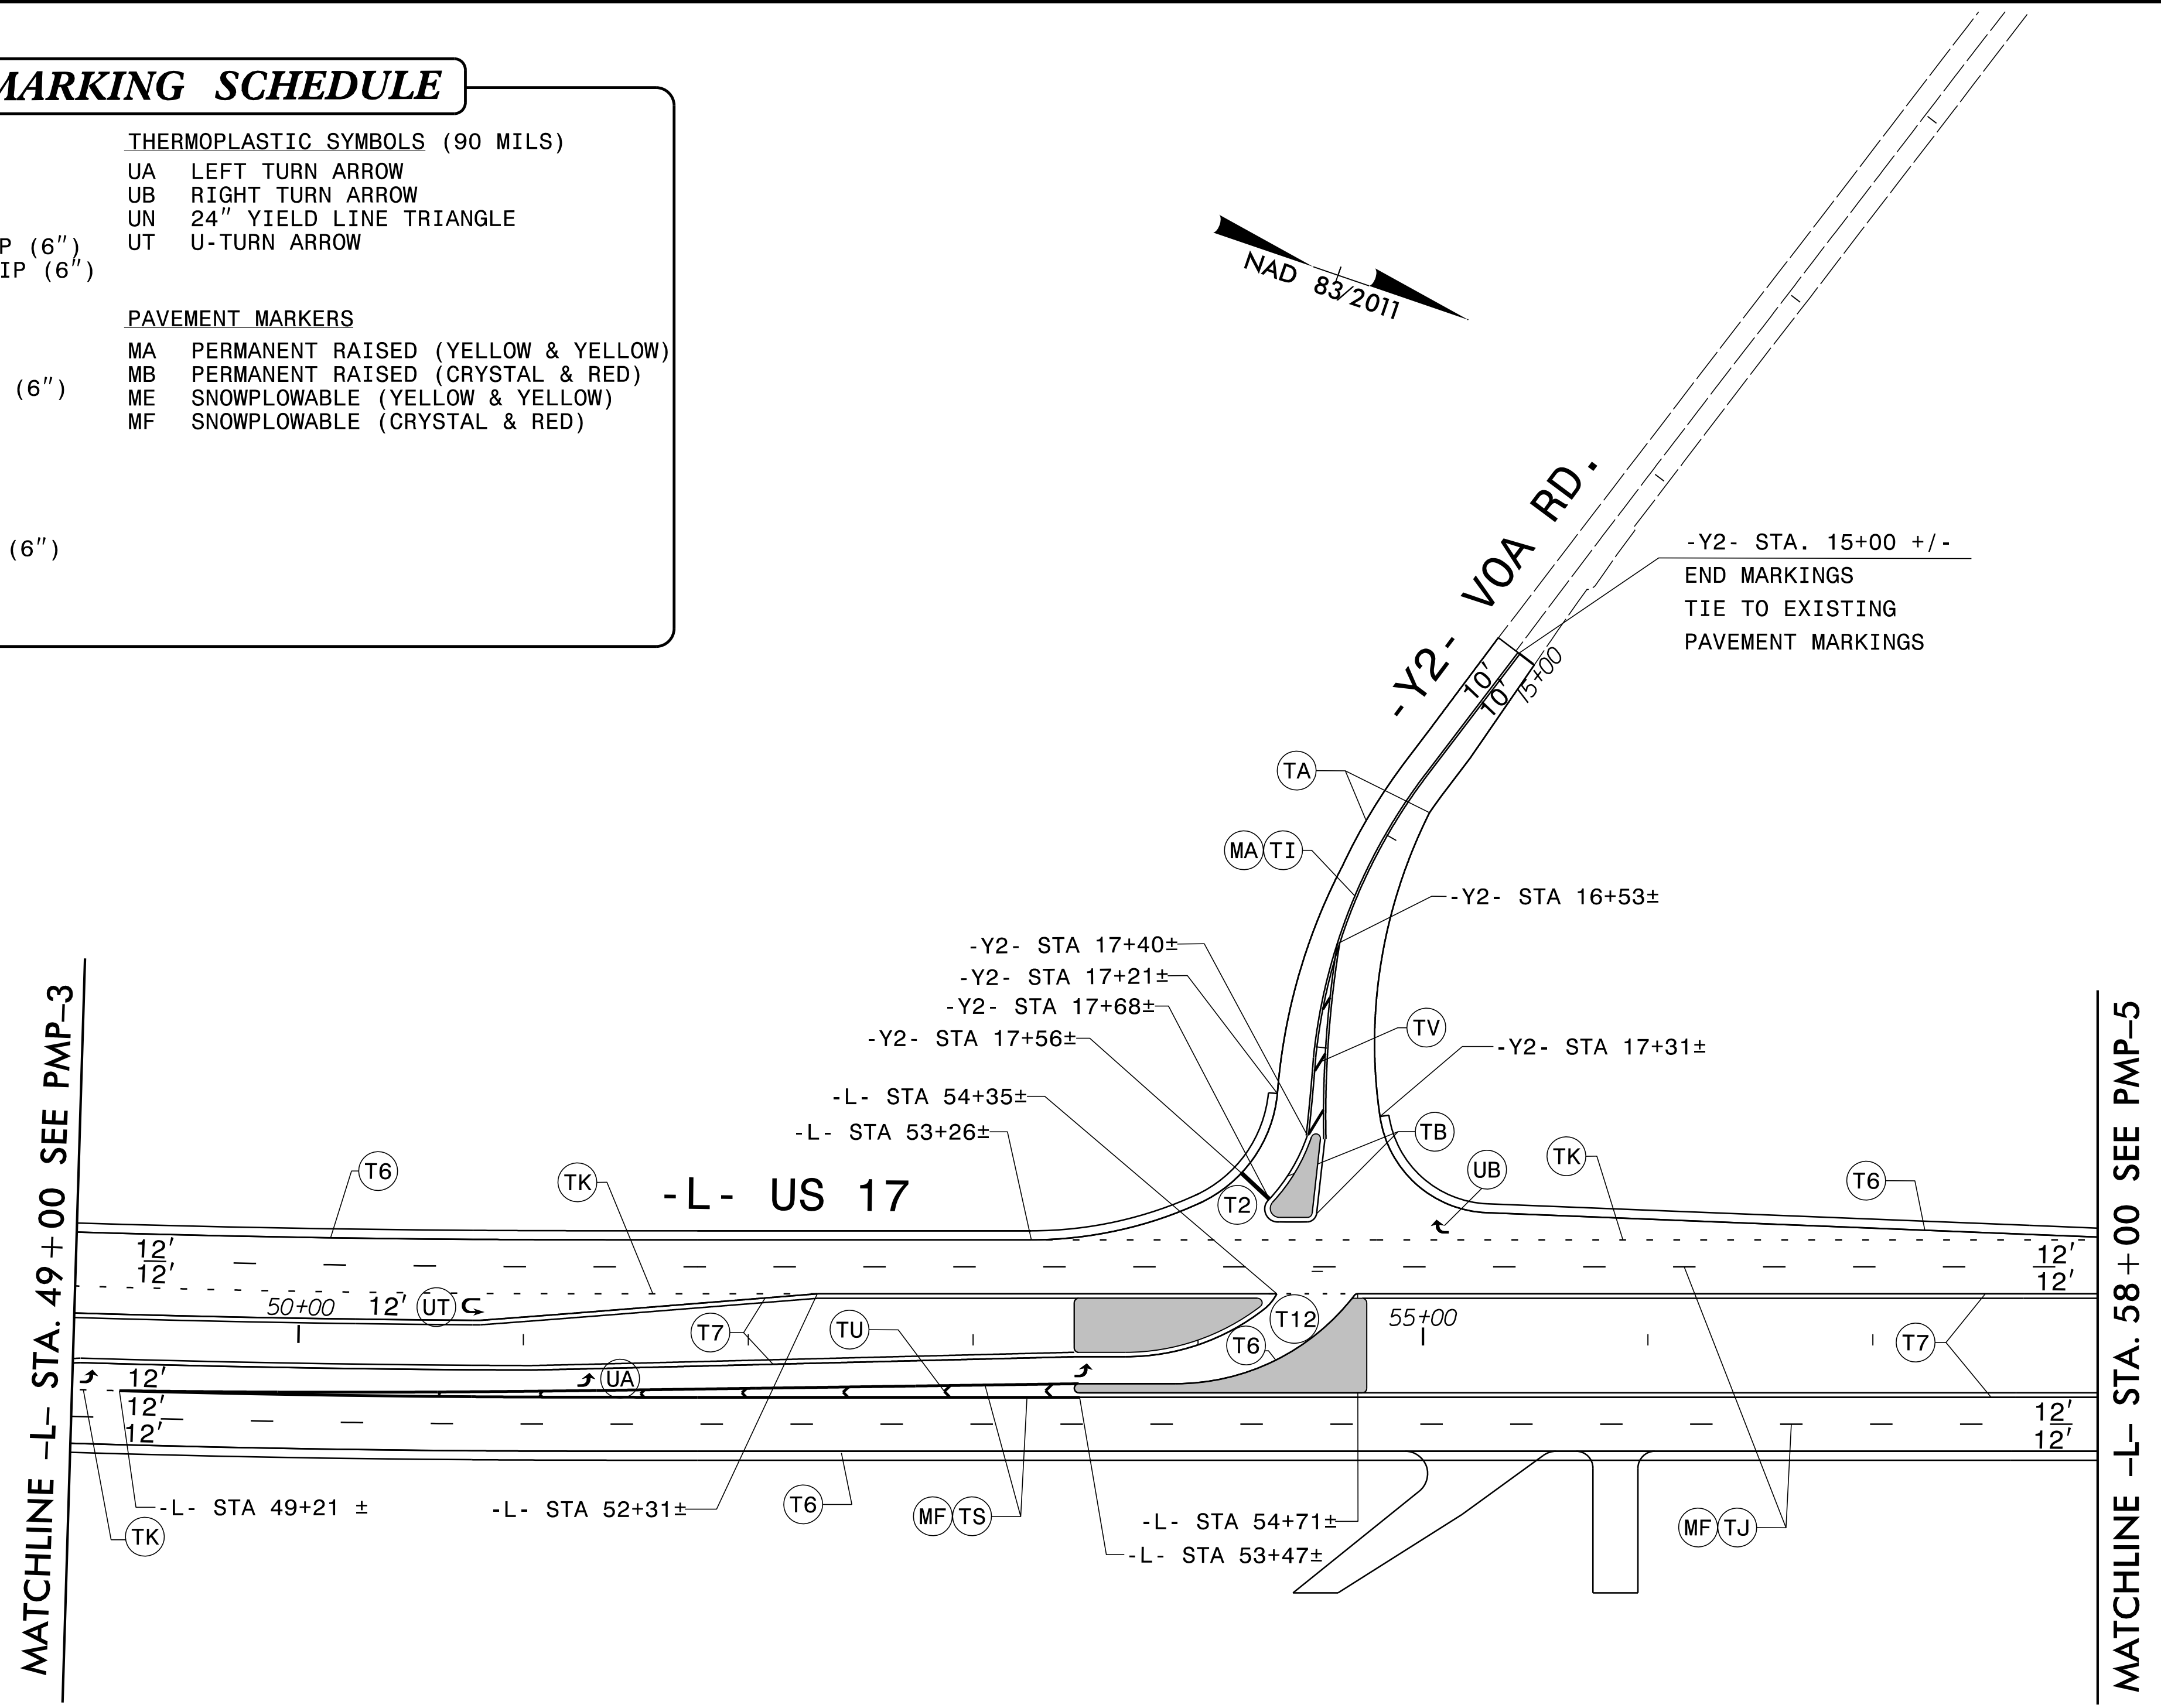 MARKING SCHEDULE
THERMOPLASTIC SYMBOLS (90 MILS)
UA LEFT TURN ARROW
UB RIGHT TURN ARROW
UN 24" YIELD LINE TRIANGLE
UT U-TURN ARROW
P (6")
IP (6")
PAVEMENT MARKERS
MA PERMANENT RAISED (YELLOW & YELLOW)
MB PERMANENT RAISED (CRYSTAL & RED)
ME SNOWPLOWABLE (YELLOW & YELLOW)
MF SNOWPLOWABLE (CRYSTAL & RED)
(6")
(6")
NAD 83/2011
-Y2- VOA RD.
-Y2- STA. 15+00 +/-
END MARKINGS
TIE TO EXISTING
PAVEMENT MARKINGS
10'
10'
15+00
TA
MA TI
-Y2- STA 16+53±
-Y2- STA 17+40±
-Y2- STA 17+21±
-Y2- STA 17+68±
-Y2- STA 17+56±
TV
-Y2- STA 17+31±
-L- STA 54+35±
-L- STA 53+26±
TB
UB
TK
T6
T6
TK
-L- US 17
T2
12'
12'
12'
12'
50+00
12'
UT
T7
TU
T12
T6
55+00
T7
UA
12'
12'
12'
12'
12'
-L- STA 49+21 ±
TK
-L- STA 52+31±
T6
MF TS
-L- STA 54+71±
-L- STA 53+47±
MF TJ
MATCHLINE -L- STA. 49+00 SEE PMP-3
MATCHLINE -L- STA. 58+00 SEE PMP-5